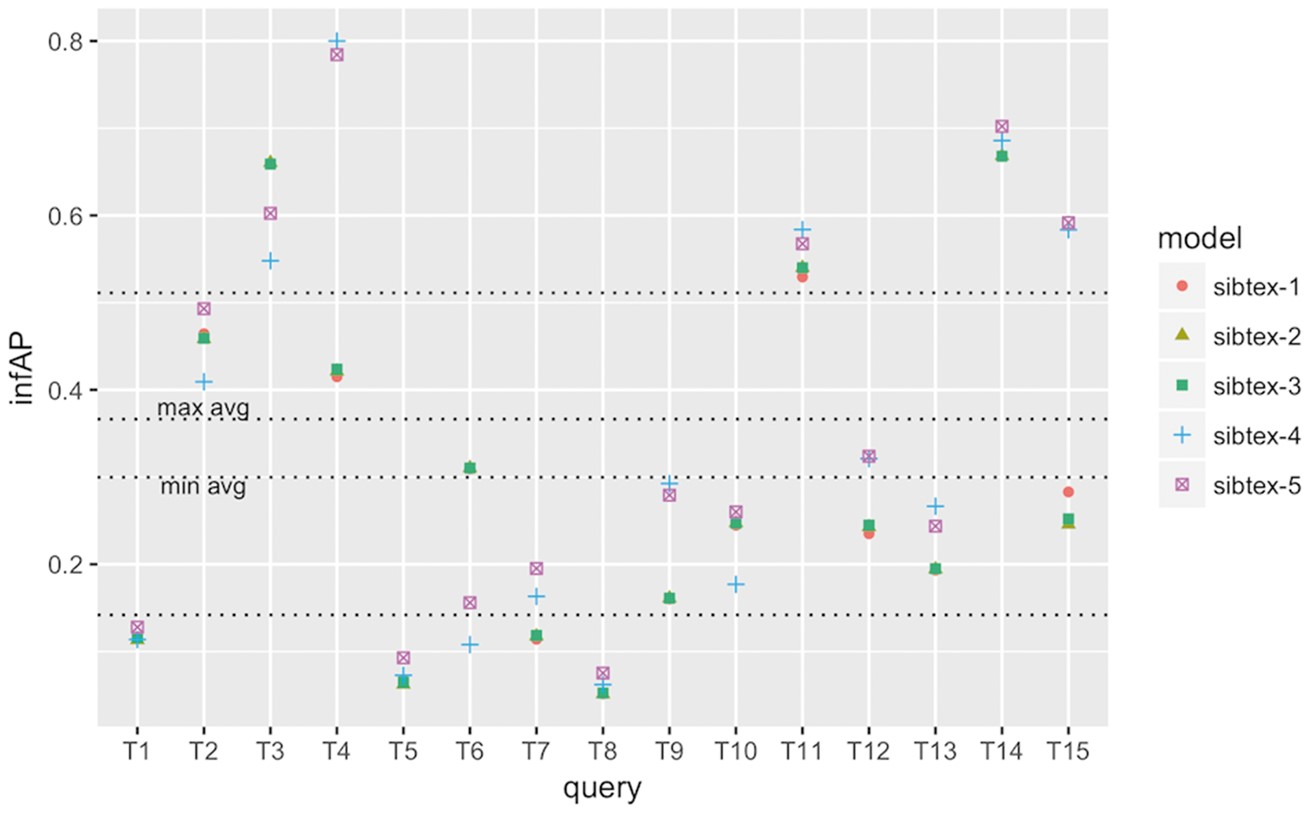 0.8
0.6
0.4
0.2
infAP
max avg
min avg
T1 T2 T3 T4 T5 T6 T7 T8 T9 T10 T11 T12 T13 T14 T15
query
model
sibtex-1
sibtex-2
sibtex-3
sibtex-4
sibtex-5